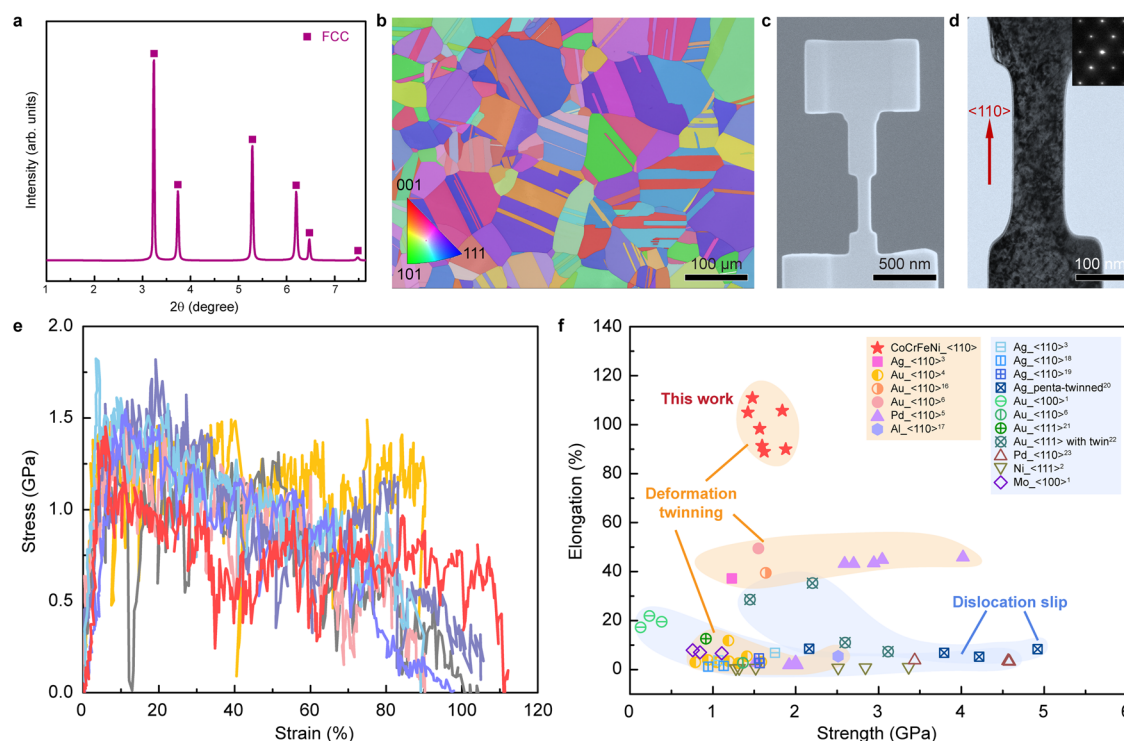 a
FCC
Intensity (arb. units)
1 2 3 4 5 6 7
2θ (degree)
b
001
111
101
100 μm
c
500 nm
d
<110>
100 nm
e
2.0
1.5
1.0
0.5
0.0
Stress (GPa)
0 20 40 60 80 100 120
Strain (%)
f
140
120
100
80
60
40
20
0
Elongation (%)
0 1 2 3 4 5 6
Strength (GPa)
CoCrFeNi_<110>
Ag_<110>³
Au_<110>⁴
Au_<110>¹⁶
Au_<110>⁶
Pd_<110>⁵
Al_<110>¹⁷
Ag_<110>³
Ag_<110>¹⁸
Ag_<110>¹⁹
Ag_penta-twinned²⁰
Au_<100>¹
Au_<110>⁶
Au_<111>²¹
Au_<111> with twin²²
Pd_<110>²³
Ni_<111>²
Mo_<100>¹
This work
Deformation
twinning
Dislocation slip